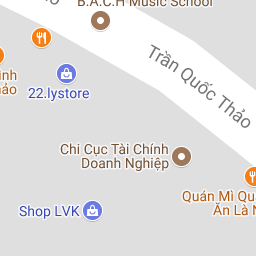 B.A.C.H Music School
Trần Quốc Thảo
22.lystore
Chi Cục Tài Chính
Doanh Nghiệp
Quán Mì Qu
Ăn Là N
Shop LVK